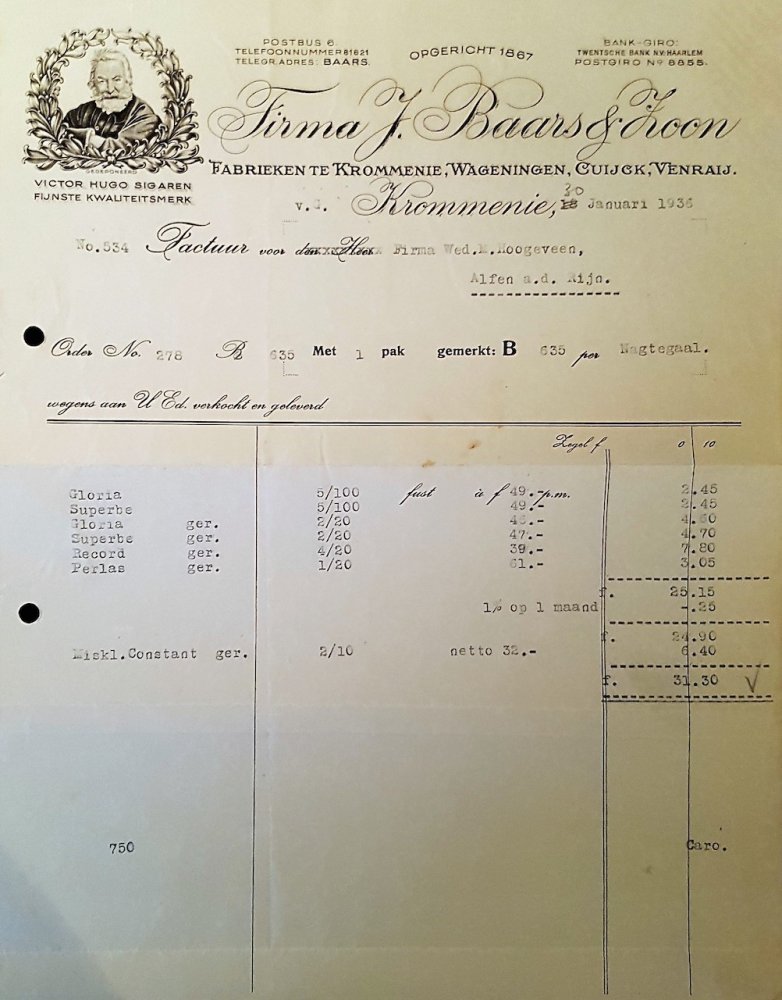 POSTBUS 6.
TELEFOONNUMMER 81621
TELEGR. ADRES: BAARS.
OPGERICHT 1867
BANK-GIRO:
TWENTSCHE BANK N.V. HAARLEM
POSTGIRO No 8855.
GEDEPONEERD
VICTOR HUGO SIGAREN
FIJNSTE KWALITEITSMERK
Firma J. Baars & Zoon
FABRIEKEN TE KROMMENIE, WAGENINGEN, CUIJCK, VENRAIJ.
30
v. Krommenie, 18 Januari 1936
No.534 Factuur voor den Heer Firma Wed.M.Hoogeveen,
Alfen a.d. Rijn.
Order No. 278 B 635 Met 1 pak gemerkt: B 635 per Nagtegaal.
wegens aan U Ed. verkocht en geleverd
Zegel f 0 10
Gloria 5/100 fust à f 49.- p.m. 2.45
Superbe 5/100 49.- 2.45
Gloria ger. 2/20 4.60
Superbe ger. 2/20 47.- 4.70
Record ger. 4/20 39.- 7.80
Perlas ger. 1/20 61.- 3.05
f. 25.15
1% op 1 maand -.25
f. 24.90
Miskl.Constant ger. 2/10 netto 32.- 6.40
f. 31.30 √
750 Caro.